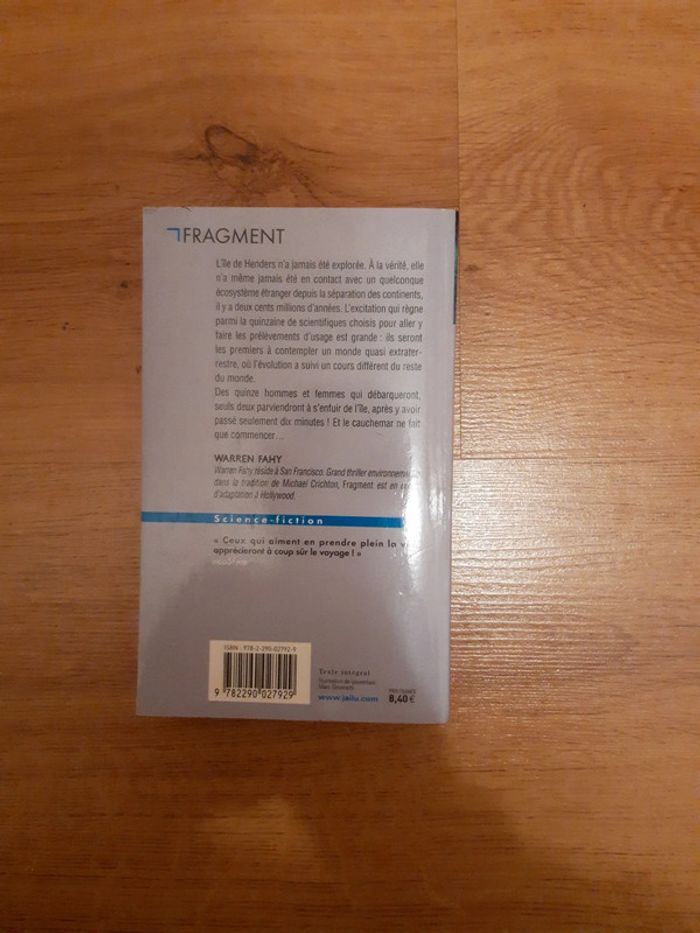 FRAGMENT
L'île de Henders n'a jamais été explorée. À la vérité, elle
n'a même jamais été en contact avec un quelconque
écosystème étranger depuis la séparation des continents,
il y a deux cents millions d'années. L'excitation qui règne
parmi la quinzaine de scientifiques choisis pour aller y
faire les prélèvements d'usage est grande : ils seront
les premiers à contempler un monde quasi extrater-
restre, où l'évolution a suivi un cours différent du reste
du monde.
Des quinze hommes et femmes qui débarqueront,
seuls deux parviendront à s'enfuir de l'île, après y avoir
passé seulement dix minutes ! Et le cauchemar ne fait
que commencer...
WARREN FAHY
Warren Fahy réside à San Francisco. Grand thriller
dans la tradition de Michael Crichton, Fragment est en
d'adaptation à Hollywood.
Science-fiction
« Ceux qui aiment en prendre plein la
apprécieront à coup sûr le voyage ! »
ISBN : 978-2-290-02792-9
9 782290 027929
Texte intégral
Illustration de couverture
Marc Simonetti
www.jailu.com
PRIX FRANCE
8,40 €